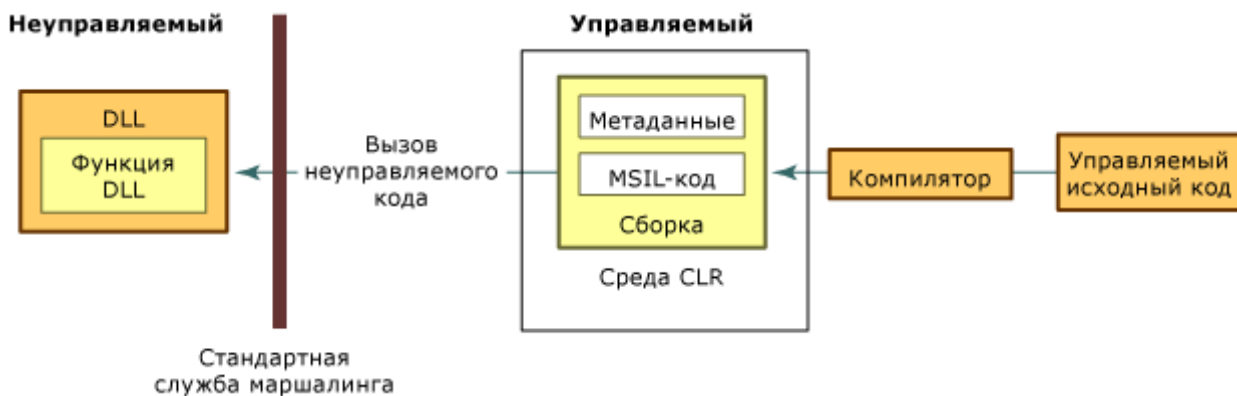 Неуправляемый
Управляемый
DLL
Функция
DLL
Вызов
неуправляемого
кода
Метаданные
MSIL-код
Сборка
Среда CLR
Компилятор
Управляемый
исходный код
Стандартная
служба маршалинга